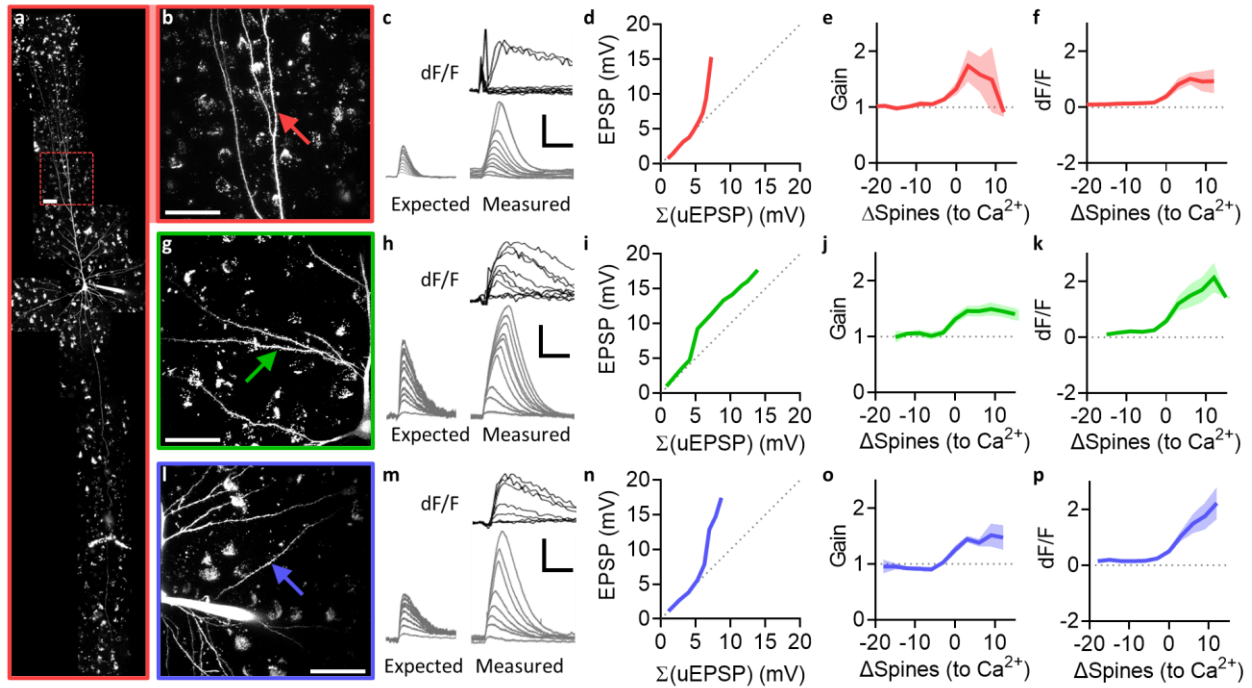 a
b
c
dF/F
Expected Measured
d
EPSP (mV)
20
15
10
5
0
0 5 10 15 20
Σ(uEPSP) (mV)
e
Gain
2
1
0
-20 -10 0 10
ΔSpines (to Ca2+)
f
dF/F
2
0
-2
-20 -10 0 10
ΔSpines (to Ca2+)
g
h
dF/F
Expected Measured
i
EPSP (mV)
20
15
10
5
0
0 5 10 15 20
Σ(uEPSP) (mV)
j
Gain
2
1
0
-20 -10 0 10
ΔSpines (to Ca2+)
k
dF/F
2
0
-2
-20 -10 0 10
ΔSpines (to Ca2+)
l
m
dF/F
Expected Measured
n
EPSP (mV)
20
15
10
5
0
0 5 10 15 20
Σ(uEPSP) (mV)
o
Gain
2
1
0
-20 -10 0 10
ΔSpines (to Ca2+)
p
dF/F
2
0
-2
-20 -10 0 10
ΔSpines (to Ca2+)